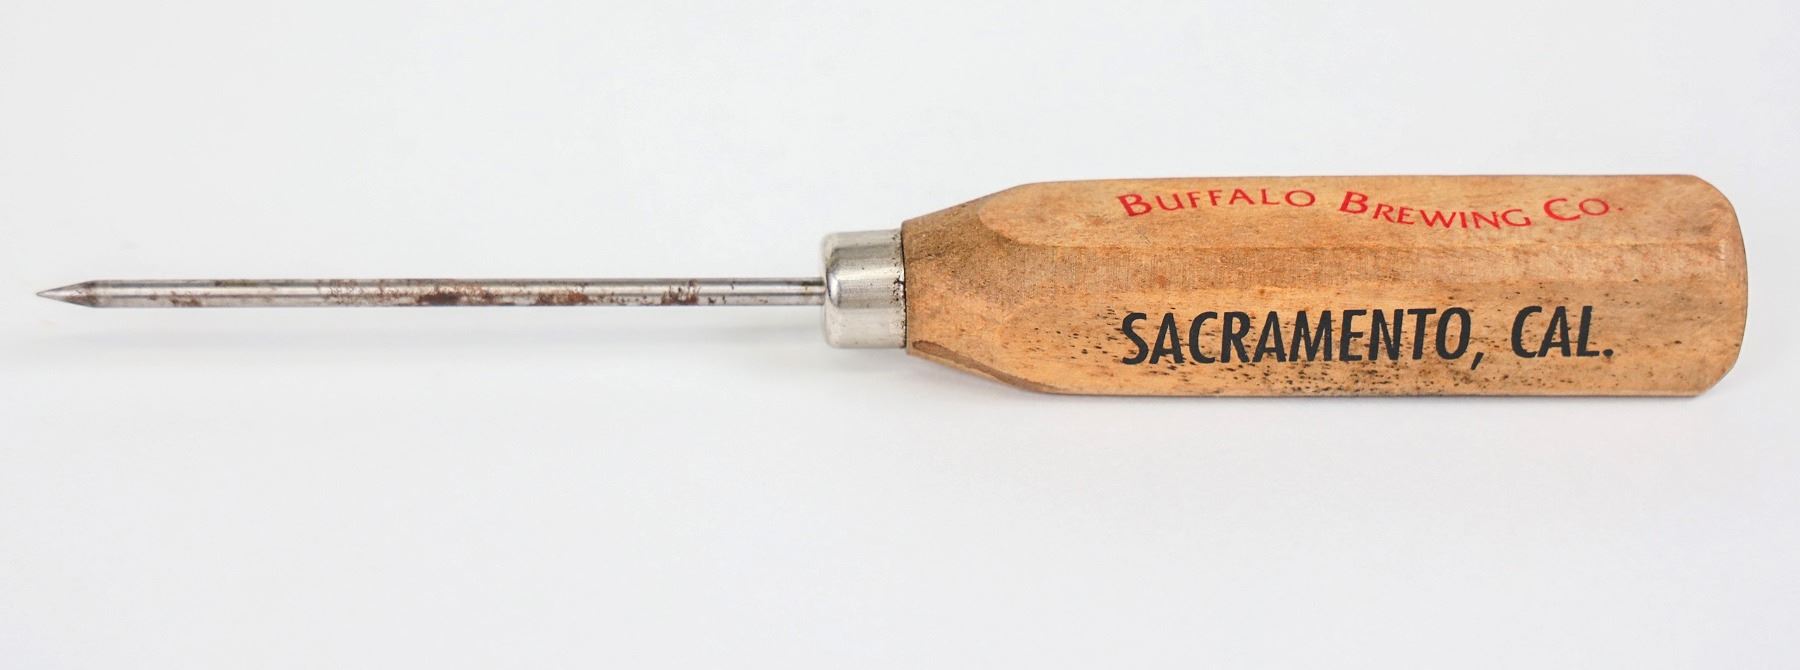 BUFFALO BREWING CO.
SACRAMENTO, CAL.